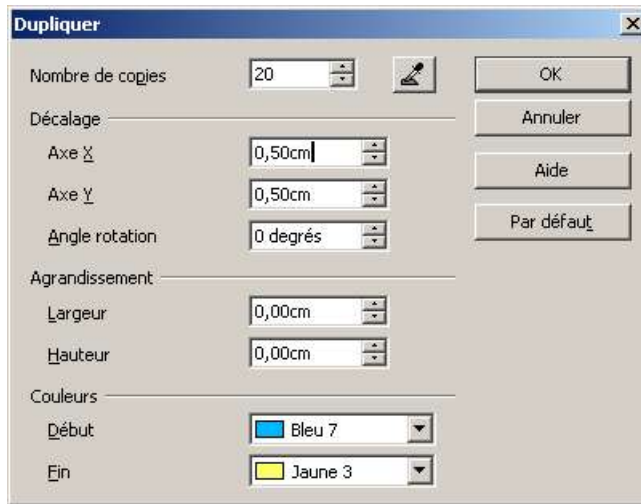 Dupliquer
Nombre de copies 20 OK
Décalage Annuler
Axe X 0,50cm
Aide
Axe Y 0,50cm
Par défaut
Angle rotation 0 degrés
Agrandissement
Largeur 0,00cm
Hauteur 0,00cm
Couleurs
Début Bleu 7
Fin Jaune 3